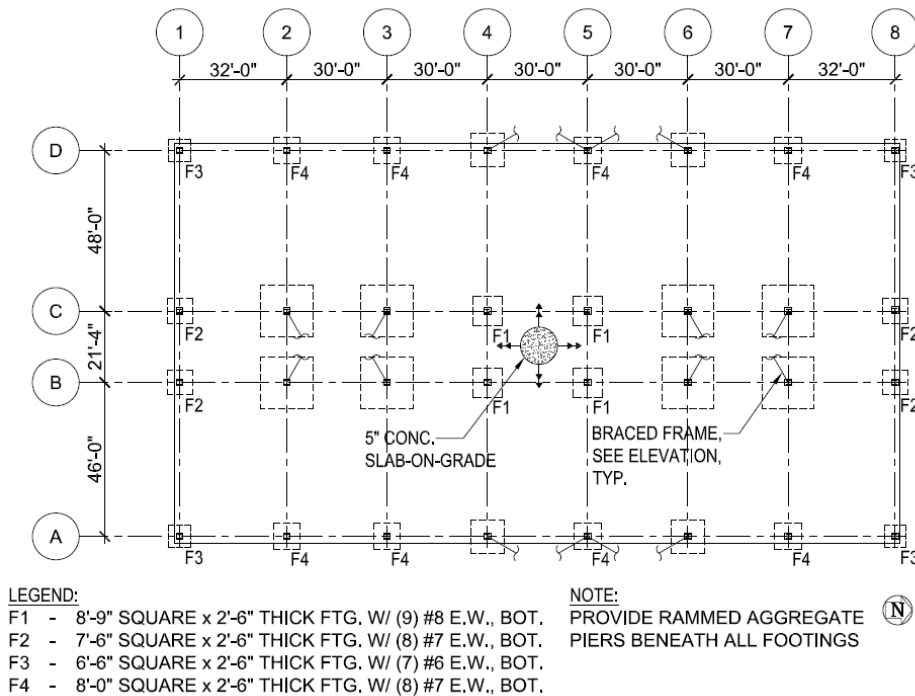 1 2 3 4 5 6 7 8
32'-0" 30'-0" 30'-0" 30'-0" 30'-0" 30'-0" 32'-0"
D
F3 F4 F4 F4 F4 F3
48'-0"
C
F2 F1 F1 F2
21'-4"
B
F2 F1 F1 F2
5" CONC.
SLAB-ON-GRADE
BRACED FRAME,
SEE ELEVATION,
TYP.
46'-0"
A
F3 F4 F4 F4 F4 F3
LEGEND:
F1 - 8'-9" SQUARE x 2'-6" THICK FTG. W/ (9) #8 E.W., BOT.
F2 - 7'-6" SQUARE x 2'-6" THICK FTG. W/ (8) #7 E.W., BOT.
F3 - 6'-6" SQUARE x 2'-6" THICK FTG. W/ (7) #6 E.W., BOT.
F4 - 8'-0" SQUARE x 2'-6" THICK FTG. W/ (8) #7 E.W., BOT.
NOTE:
PROVIDE RAMMED AGGREGATE
PIERS BENEATH ALL FOOTINGS
N